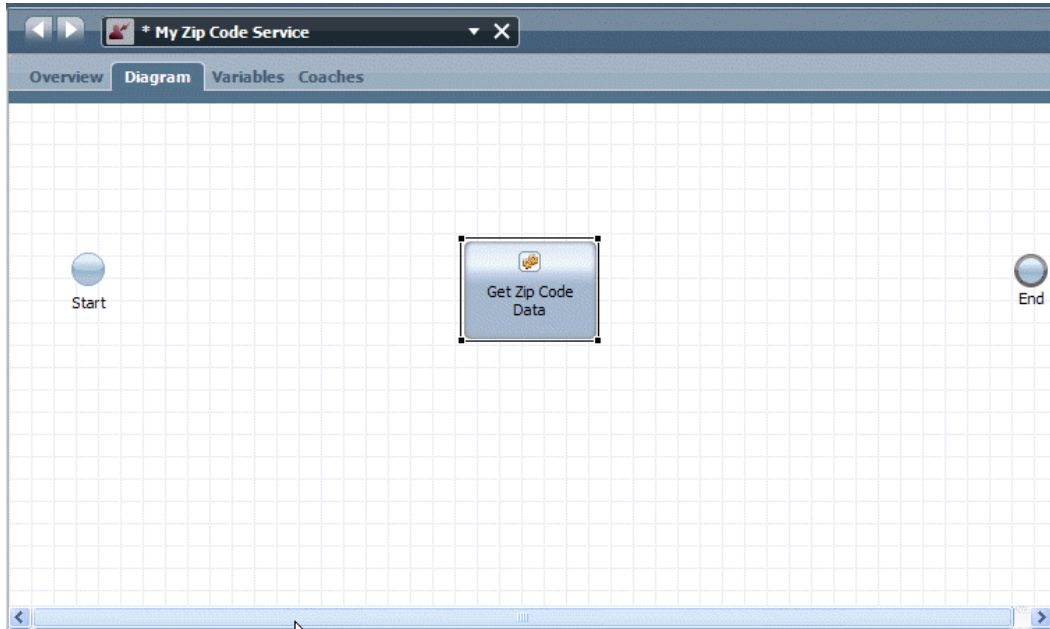 * My Zip Code Service
Overview Diagram Variables Coaches
Start
Get Zip Code
Data
End